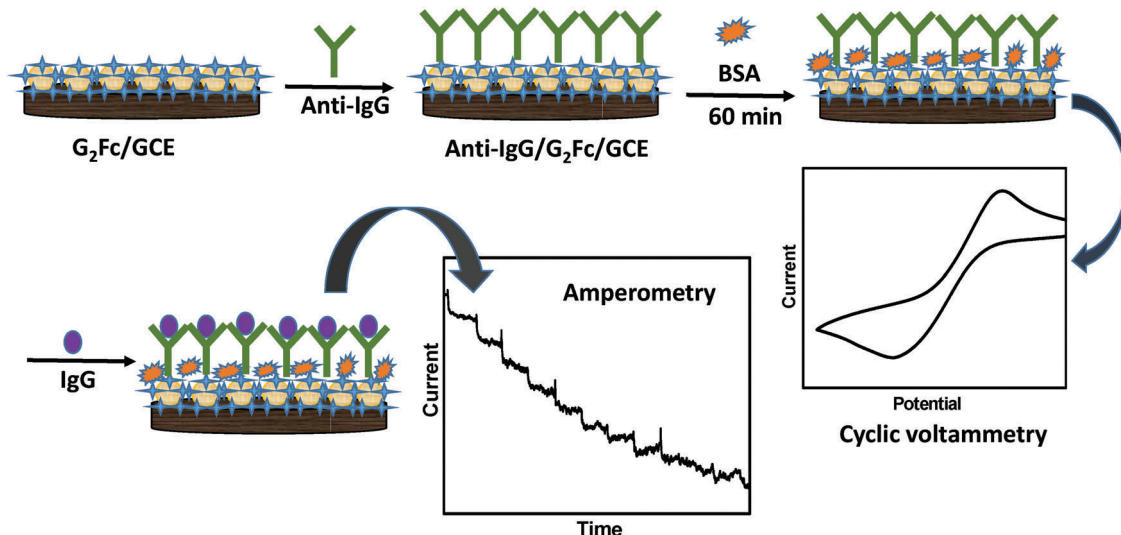 Anti-IgG
BSA
60 min
G₂Fc/GCE
Anti-IgG/G₂Fc/GCE
Current
Potential
Cyclic voltammetry
IgG
Amperometry
Current
Time